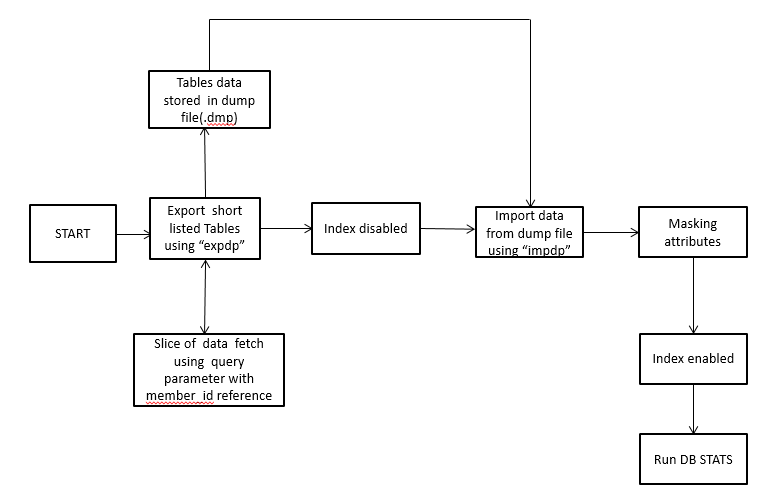 Tables data
stored in dump
file(.dmp)
START
Export short
listed Tables
using “expdp”
Index disabled
Import data
from dump file
using “impdp”
Masking
attributes
Slice of data fetch
using query
parameter with
member_id reference
Index enabled
Run DB STATS